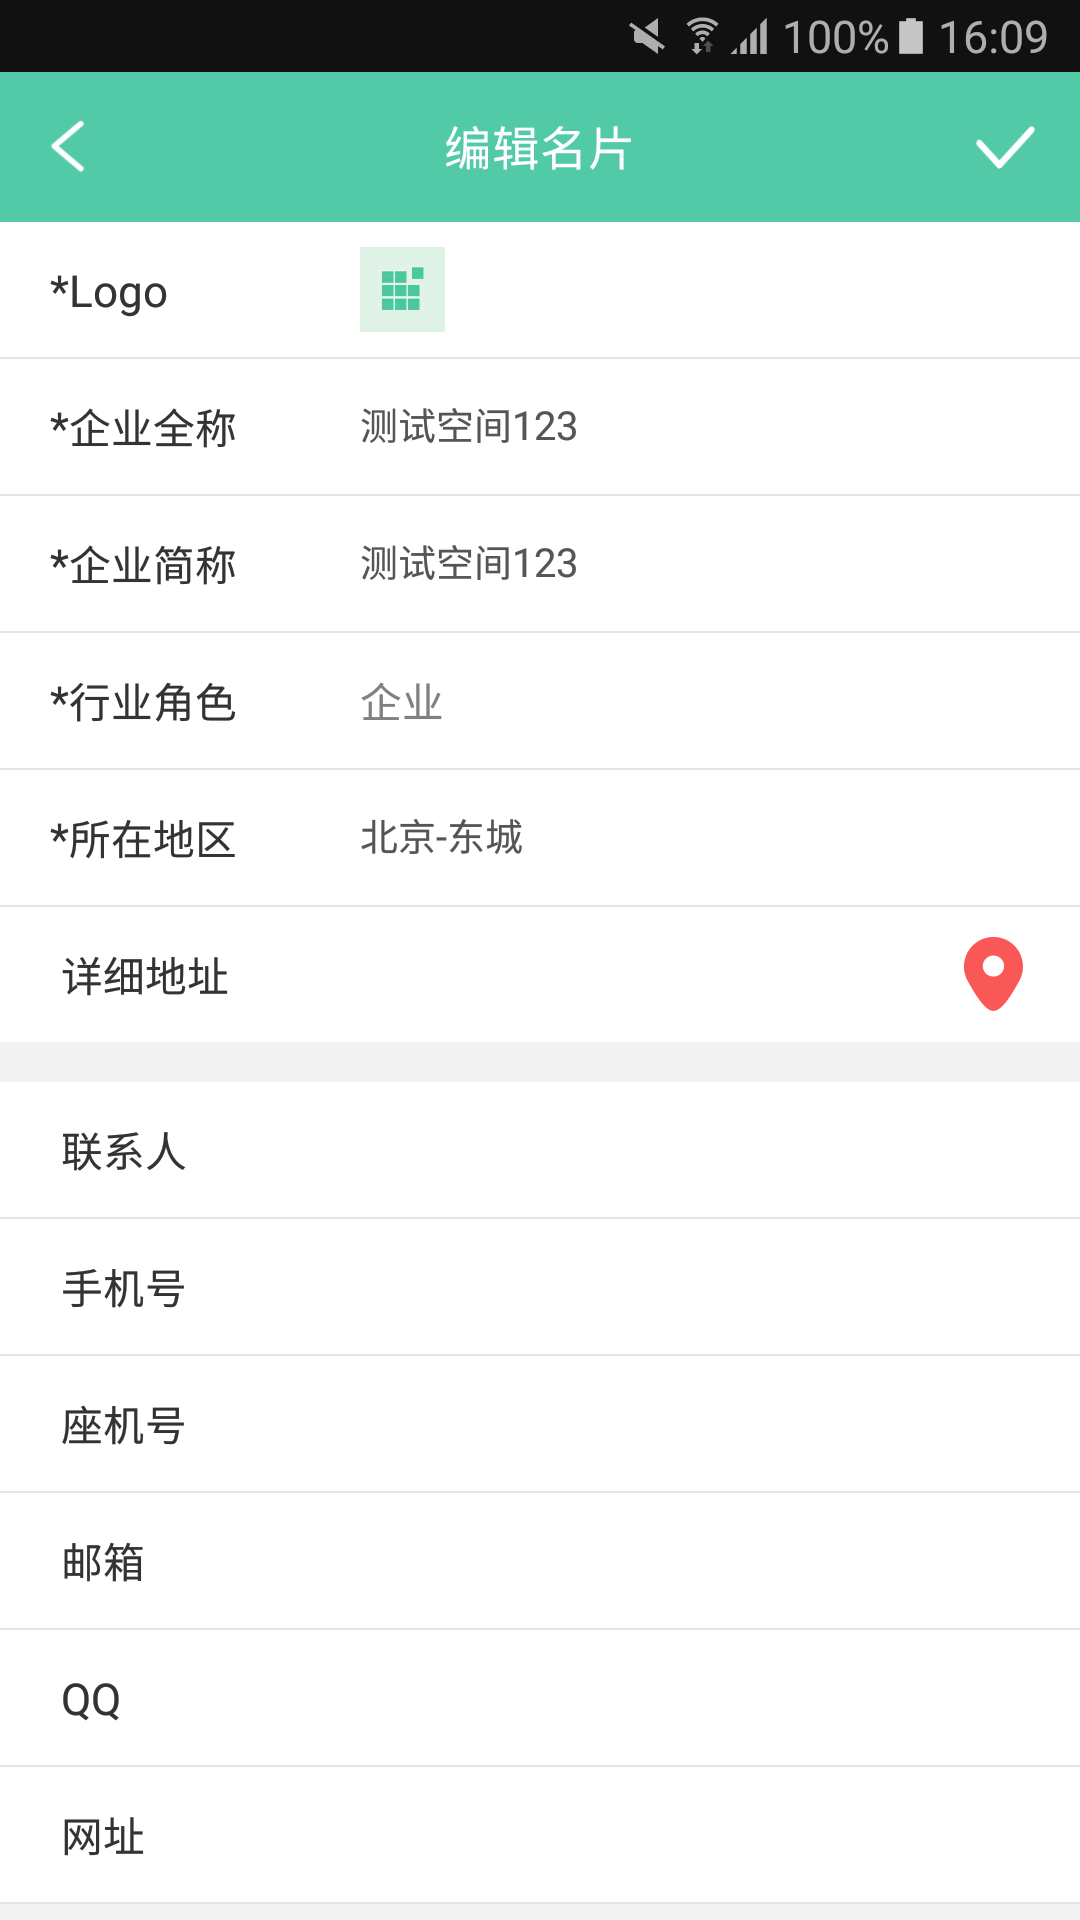 100% 16:09
编辑名片
*Logo
*企业全称 测试空间123
*企业简称 测试空间123
*行业角色 企业
*所在地区 北京-东城
详细地址
联系人
手机号
座机号
邮箱
QQ
网址